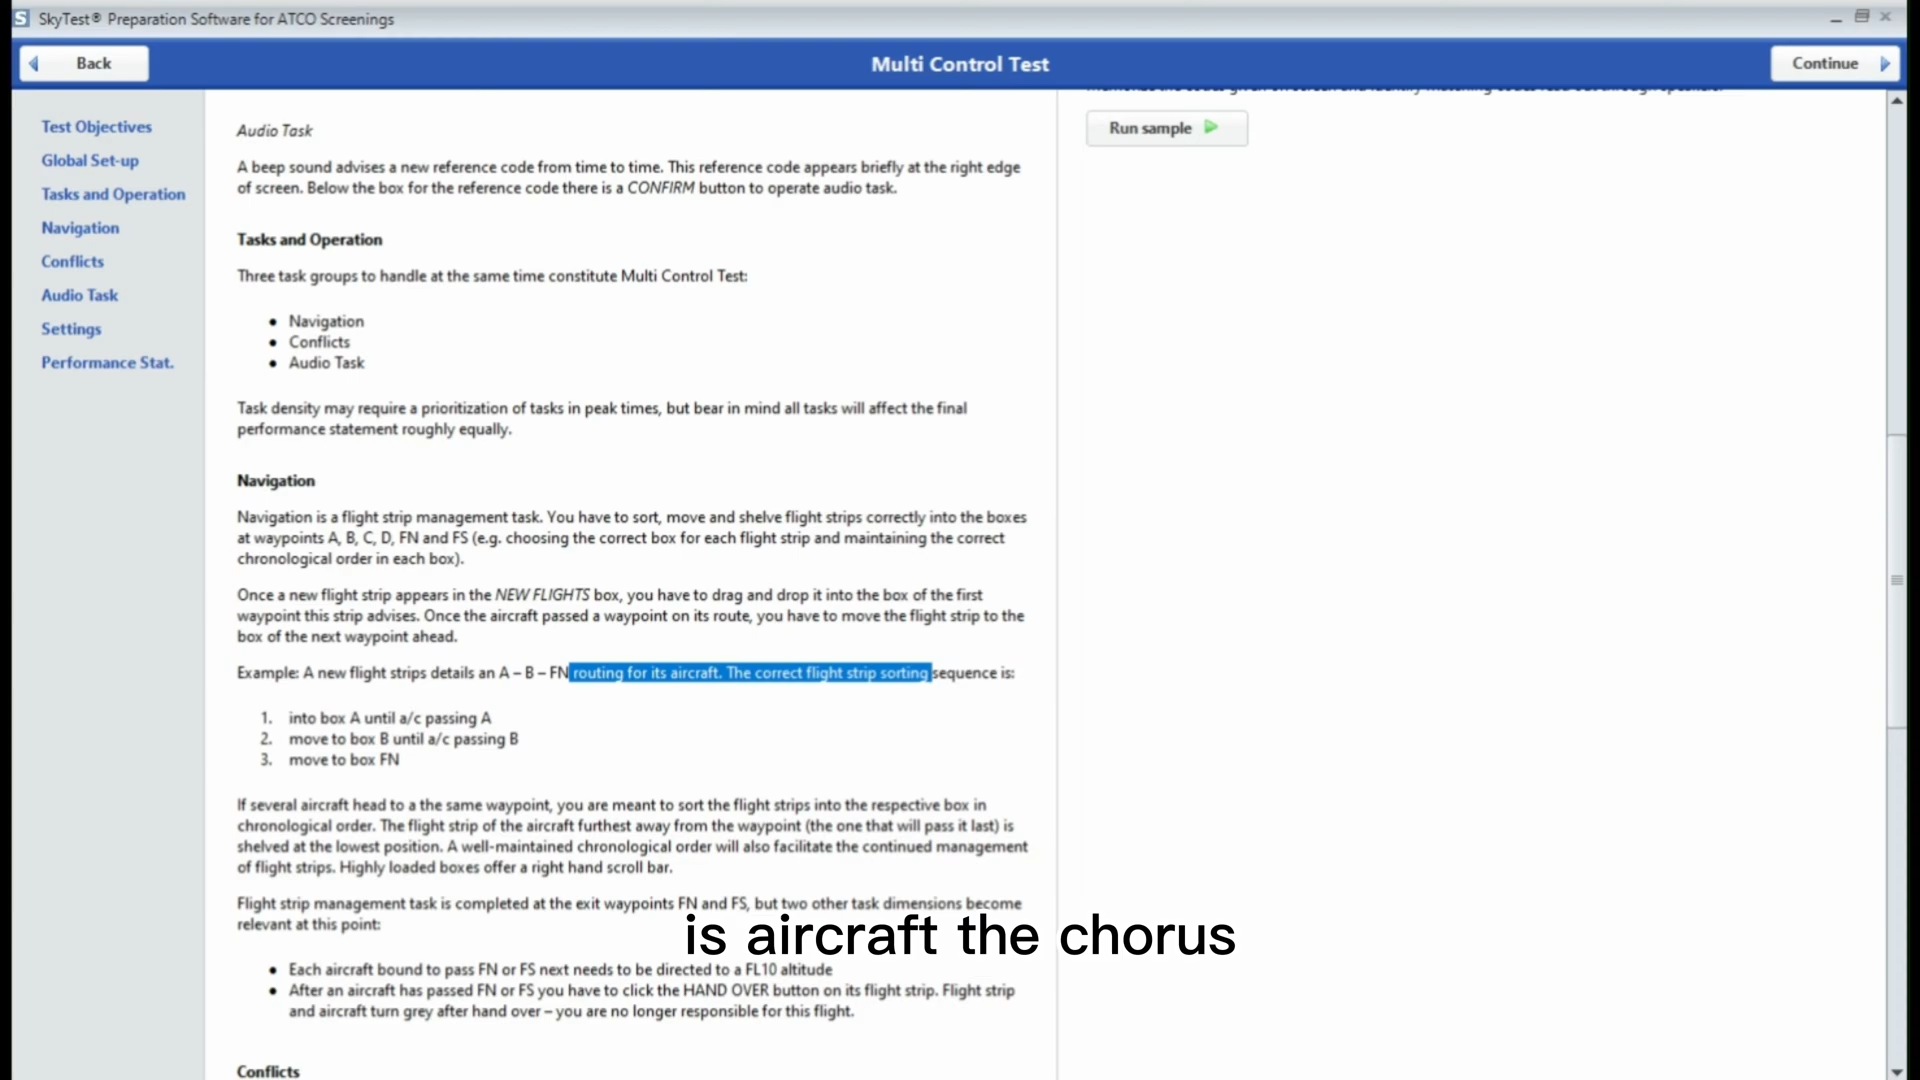 SkyTest® Preparation Software for ATCO Screenings
Back
Multi Control Test
Continue
Test Objectives
Global Set-up
Tasks and Operation
Navigation
Conflicts
Audio Task
Settings
Performance Stat.
Audio Task
A beep sound advises a new reference code from time to time. This reference code appears briefly at the right edge
of screen. Below the box for the reference code there is a CONFIRM button to operate audio task.
Tasks and Operation
Three task groups to handle at the same time constitute Multi Control Test:
• Navigation
• Conflicts
• Audio Task
Task density may require a prioritization of tasks in peak times, but bear in mind all tasks will affect the final
performance statement roughly equally.
Navigation
Navigation is a flight strip management task. You have to sort, move and shelve flight strips correctly into the boxes
at waypoints A, B, C, D, FN and FS (e.g. choosing the correct box for each flight strip and maintaining the correct
chronological order in each box).
Once a new flight strip appears in the NEW FLIGHTS box, you have to drag and drop it into the box of the first
waypoint this strip advises. Once the aircraft passed a waypoint on its route, you have to move the flight strip to the
box of the next waypoint ahead.
Example: A new flight strips details an A – B – FN routing for its aircraft. The correct flight strip sorting sequence is:
1. into box A until a/c passing A
2. move to box B until a/c passing B
3. move to box FN
If several aircraft head to a the same waypoint, you are meant to sort the flight strips into the respective box in
chronological order. The flight strip of the aircraft furthest away from the waypoint (the one that will pass it last) is
shelved at the lowest position. A well-maintained chronological order will also facilitate the continued management
of flight strips. Highly loaded boxes offer a right hand scroll bar.
Flight strip management task is completed at the exit waypoints FN and FS, but two other task dimensions become
relevant at this point:
• Each aircraft bound to pass FN or FS next needs to be directed to a FL10 altitude
• After an aircraft has passed FN or FS you have to click the HAND OVER button on its flight strip. Flight strip
and aircraft turn grey after hand over – you are no longer responsible for this flight.
Conflicts
Run sample
is aircraft the chorus